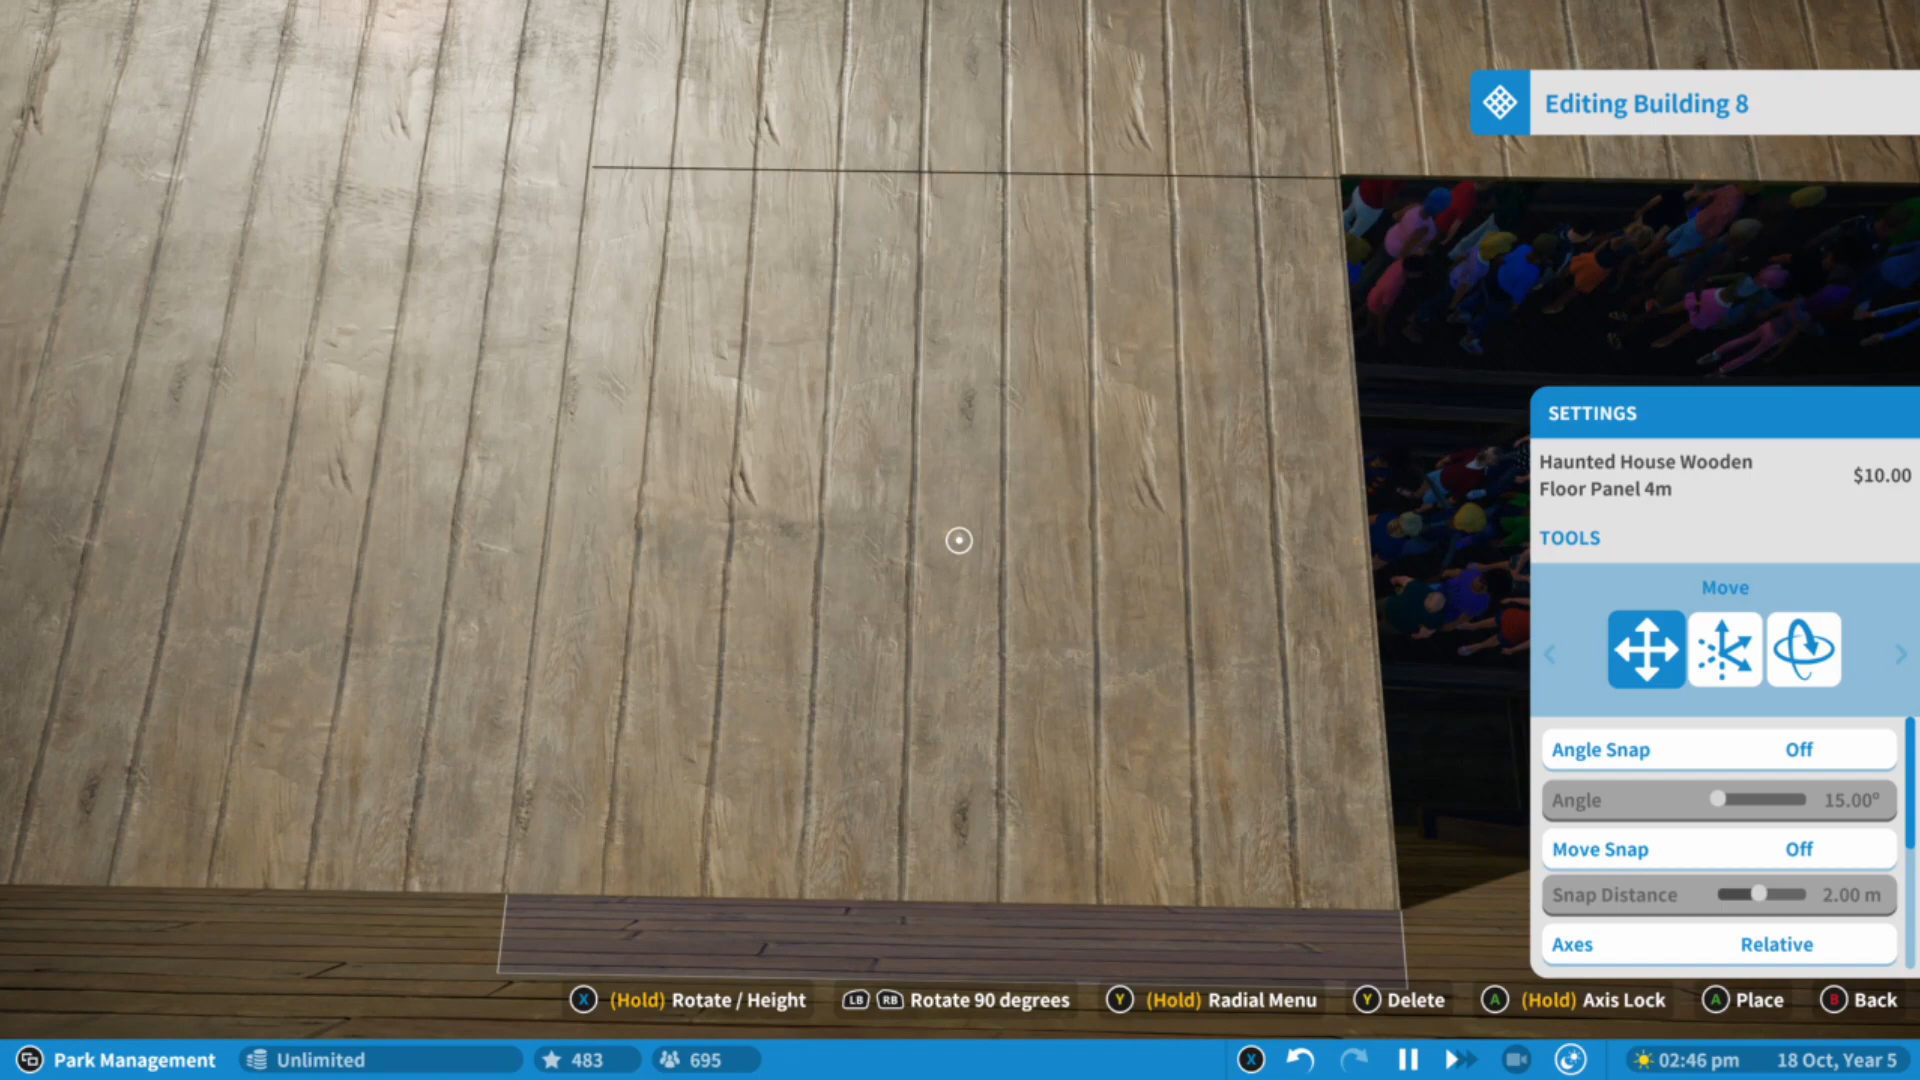 Editing Building 8
SETTINGS
Haunted House Wooden
Floor Panel 4m
$10.00
TOOLS
Move
Angle Snap Off
Angle 15.00°
Move Snap Off
Snap Distance 2.00 m
Axes Relative
X (Hold) Rotate / Height LB RB Rotate 90 degrees Y (Hold) Radial Menu Y Delete A (Hold) Axis Lock A Place B Back
Park Management Unlimited 483 695 X 02:46 pm 18 Oct, Year 5